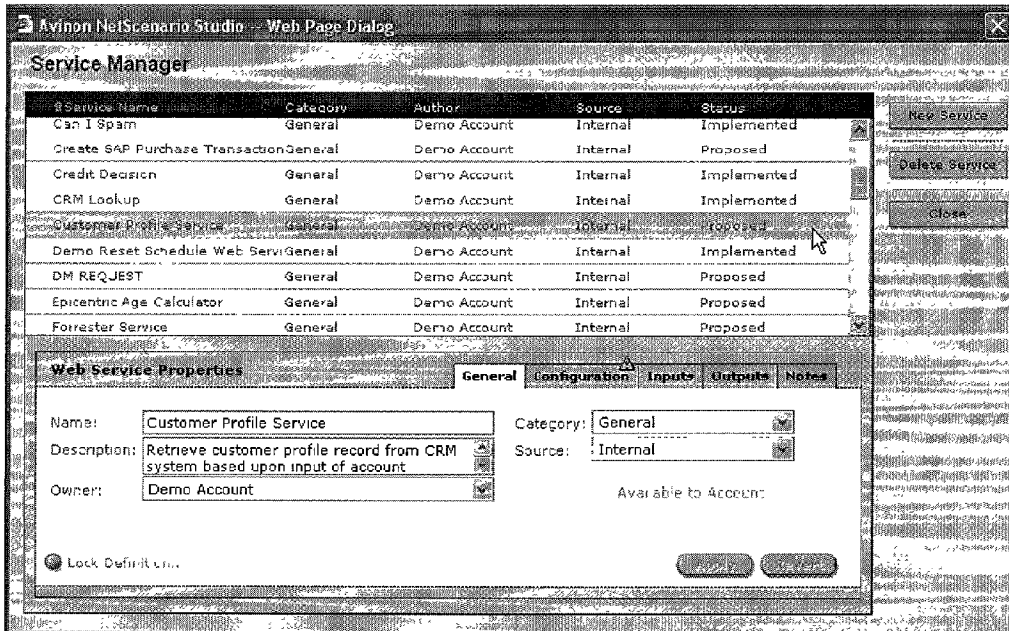 Avinon NetScenario Studio -- Web Page Dialog
Service Manager
Service Name Category Author Source Status
Can I Spam General Demo Account Internal Implemented
Create SAP Purchase Transaction General Demo Account Internal Proposed
Credit Decision General Demo Account Internal Implemented
CRM Lookup General Demo Account Internal Implemented
Customer Profile Service General Demo Account Internal Proposed
Demo Reset Schedule Web Servi General Demo Account Internal Implemented
DM REQUEST General Demo Account Internal Proposed
Epicentric Age Calculator General Demo Account Internal Proposed
Forrester Service General Demo Account Internal Proposed
New Service
Delete Service
Close
Web Service Properties
General Configuration Inputs Outputs Notes
Name: Customer Profile Service
Category: General
Description: Retrieve customer profile record from CRM
system based upon input of account
Source: Internal
Owner: Demo Account
Available to Account
Lock Definition